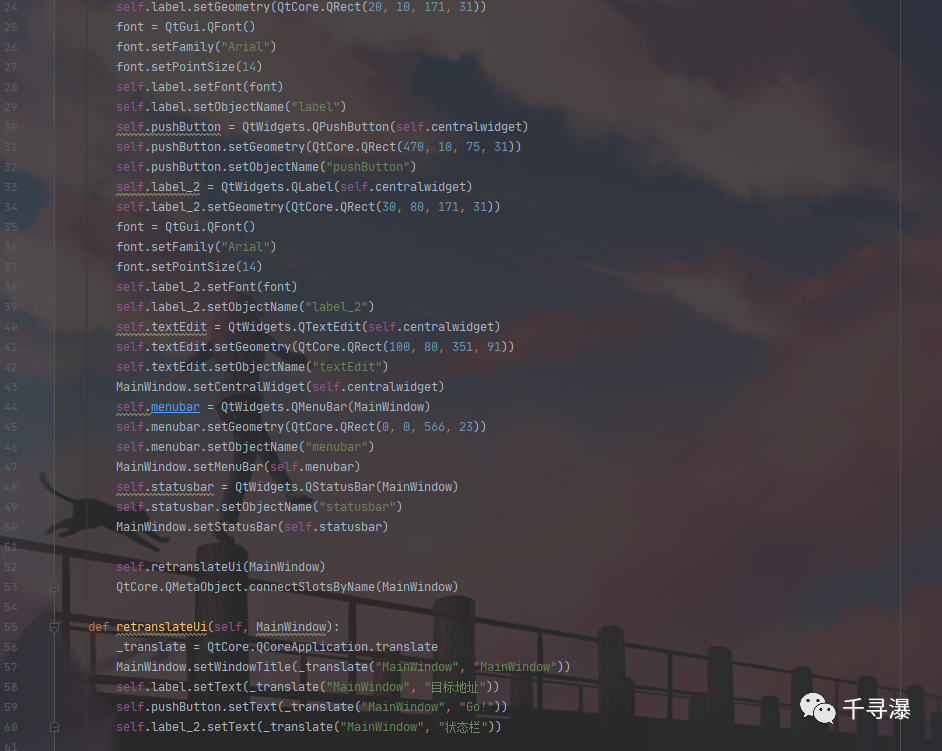 24 self.label.setGeometry(QtCore.QRect(20, 10, 171, 31))
25 font = QtGui.QFont()
26 font.setFamily("Arial")
27 font.setPointSize(14)
28 self.label.setFont(font)
29 self.label.setObjectName("label")
30 self.pushButton = QtWidgets.QPushButton(self.centralwidget)
31 self.pushButton.setGeometry(QtCore.QRect(470, 10, 75, 31))
32 self.pushButton.setObjectName("pushButton")
33 self.label_2 = QtWidgets.QLabel(self.centralwidget)
34 self.label_2.setGeometry(QtCore.QRect(30, 80, 171, 31))
35 font = QtGui.QFont()
36 font.setFamily("Arial")
37 font.setPointSize(14)
38 self.label_2.setFont(font)
39 self.label_2.setObjectName("label_2")
40 self.textEdit = QtWidgets.QTextEdit(self.centralwidget)
41 self.textEdit.setGeometry(QtCore.QRect(100, 80, 351, 91))
42 self.textEdit.setObjectName("textEdit")
43 MainWindow.setCentralWidget(self.centralwidget)
44 self.menubar = QtWidgets.QMenuBar(MainWindow)
45 self.menubar.setGeometry(QtCore.QRect(0, 0, 566, 23))
46 self.menubar.setObjectName("menubar")
47 MainWindow.setMenuBar(self.menubar)
48 self.statusbar = QtWidgets.QStatusBar(MainWindow)
49 self.statusbar.setObjectName("statusbar")
50 MainWindow.setStatusBar(self.statusbar)
51
52 self.retranslateUi(MainWindow)
53 QtCore.QMetaObject.connectSlotsByName(MainWindow)
54
55 def retranslateUi(self, MainWindow):
56 _translate = QtCore.QCoreApplication.translate
57 MainWindow.setWindowTitle(_translate("MainWindow", "MainWindow"))
58 self.label.setText(_translate("MainWindow", "目标地址"))
59 self.pushButton.setText(_translate("MainWindow", "Go!"))
60 self.label_2.setText(_translate("MainWindow", "状态栏"))
61
千寻瀑